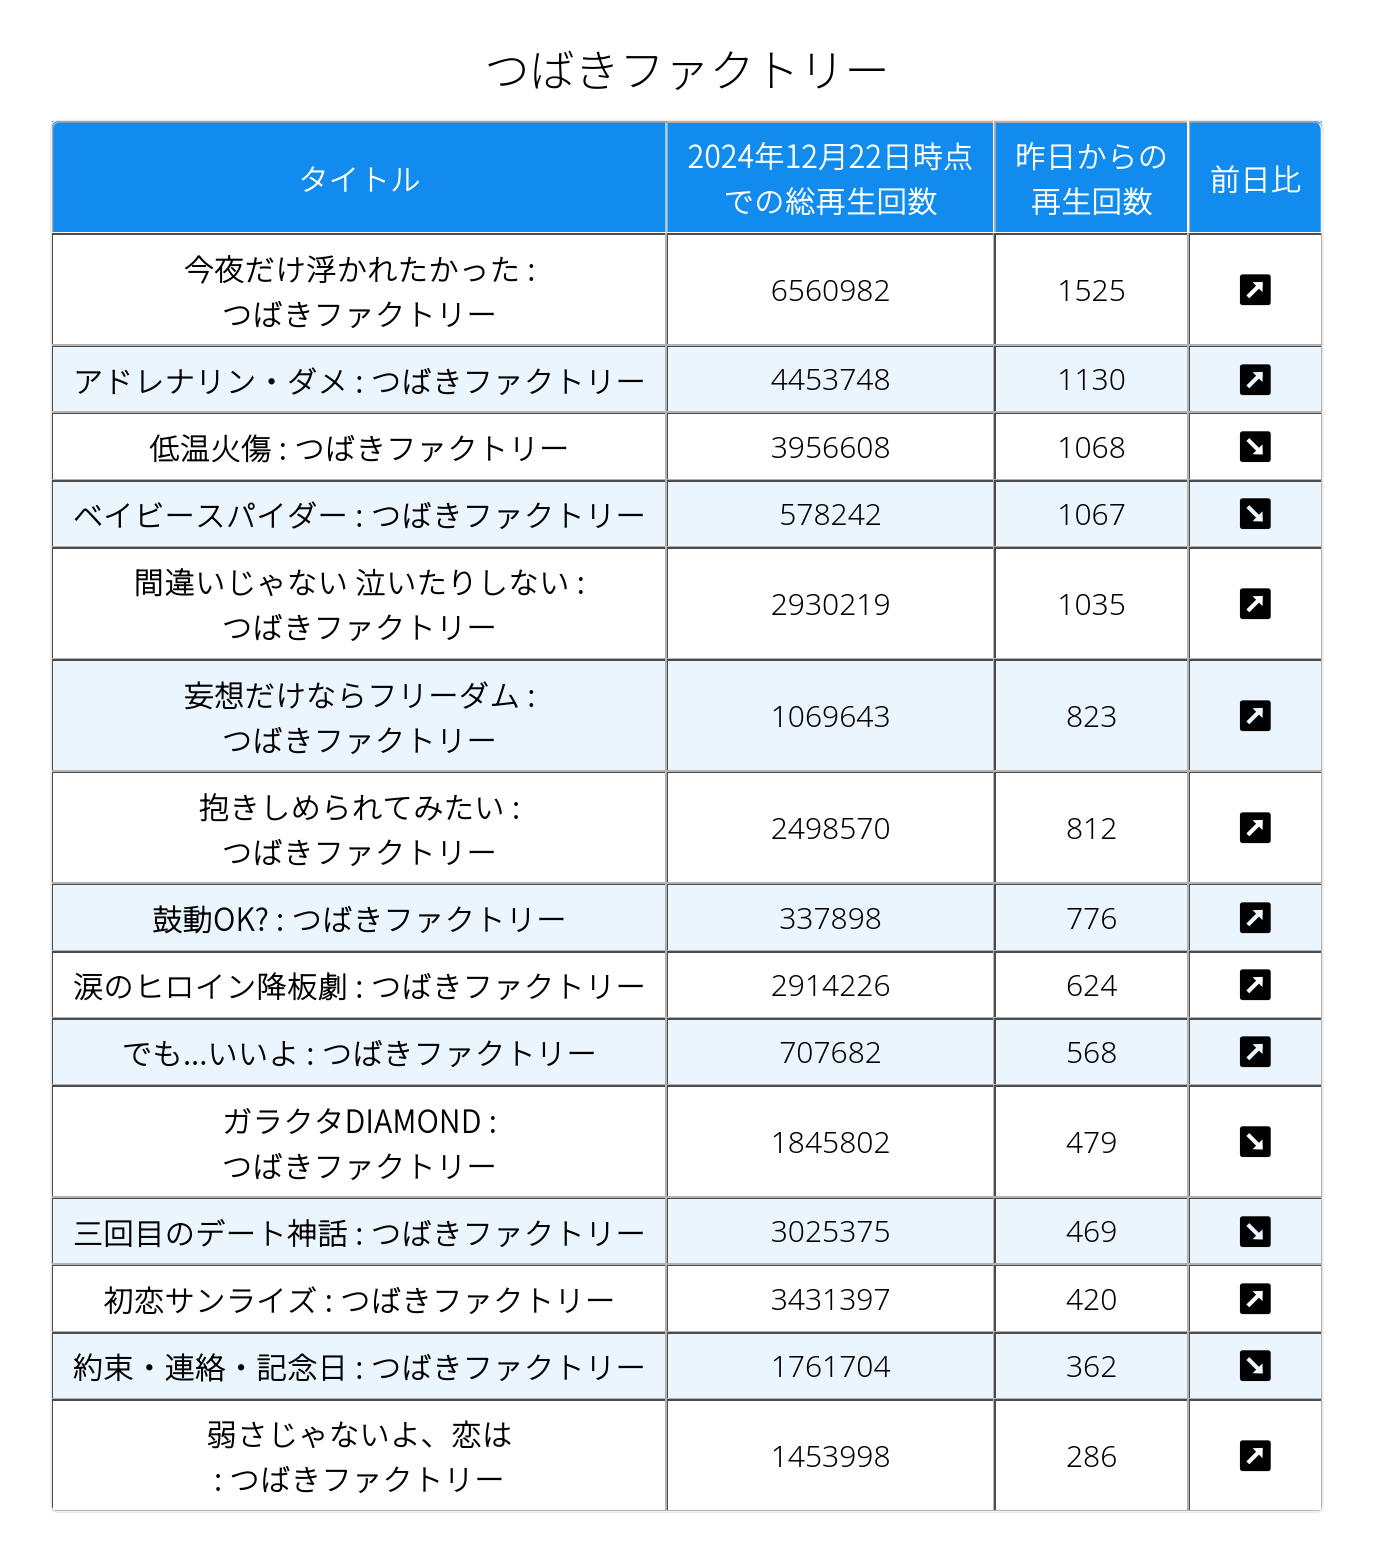 つばきファクトリー
タイトル
2024年12月22日時点
での総再生回数
昨日からの
再生回数
前日比
今夜だけ浮かれたかった :
つばきファクトリー
6560982
1525
アドレナリン・ダメ : つばきファクトリー
4453748
1130
低温火傷 : つばきファクトリー
3956608
1068
ベイビースパイダー : つばきファクトリー
578242
1067
間違いじゃない 泣いたりしない :
つばきファクトリー
2930219
1035
妄想だけならフリーダム :
つばきファクトリー
1069643
823
抱きしめられてみたい :
つばきファクトリー
2498570
812
鼓動OK? : つばきファクトリー
337898
776
涙のヒロイン降板劇 : つばきファクトリー
2914226
624
でも...いいよ : つばきファクトリー
707682
568
ガラクタDIAMOND :
つばきファクトリー
1845802
479
三回目のデート神話 : つばきファクトリー
3025375
469
初恋サンライズ : つばきファクトリー
3431397
420
約束・連絡・記念日 : つばきファクトリー
1761704
362
弱さじゃないよ、恋は
: つばきファクトリー
1453998
286